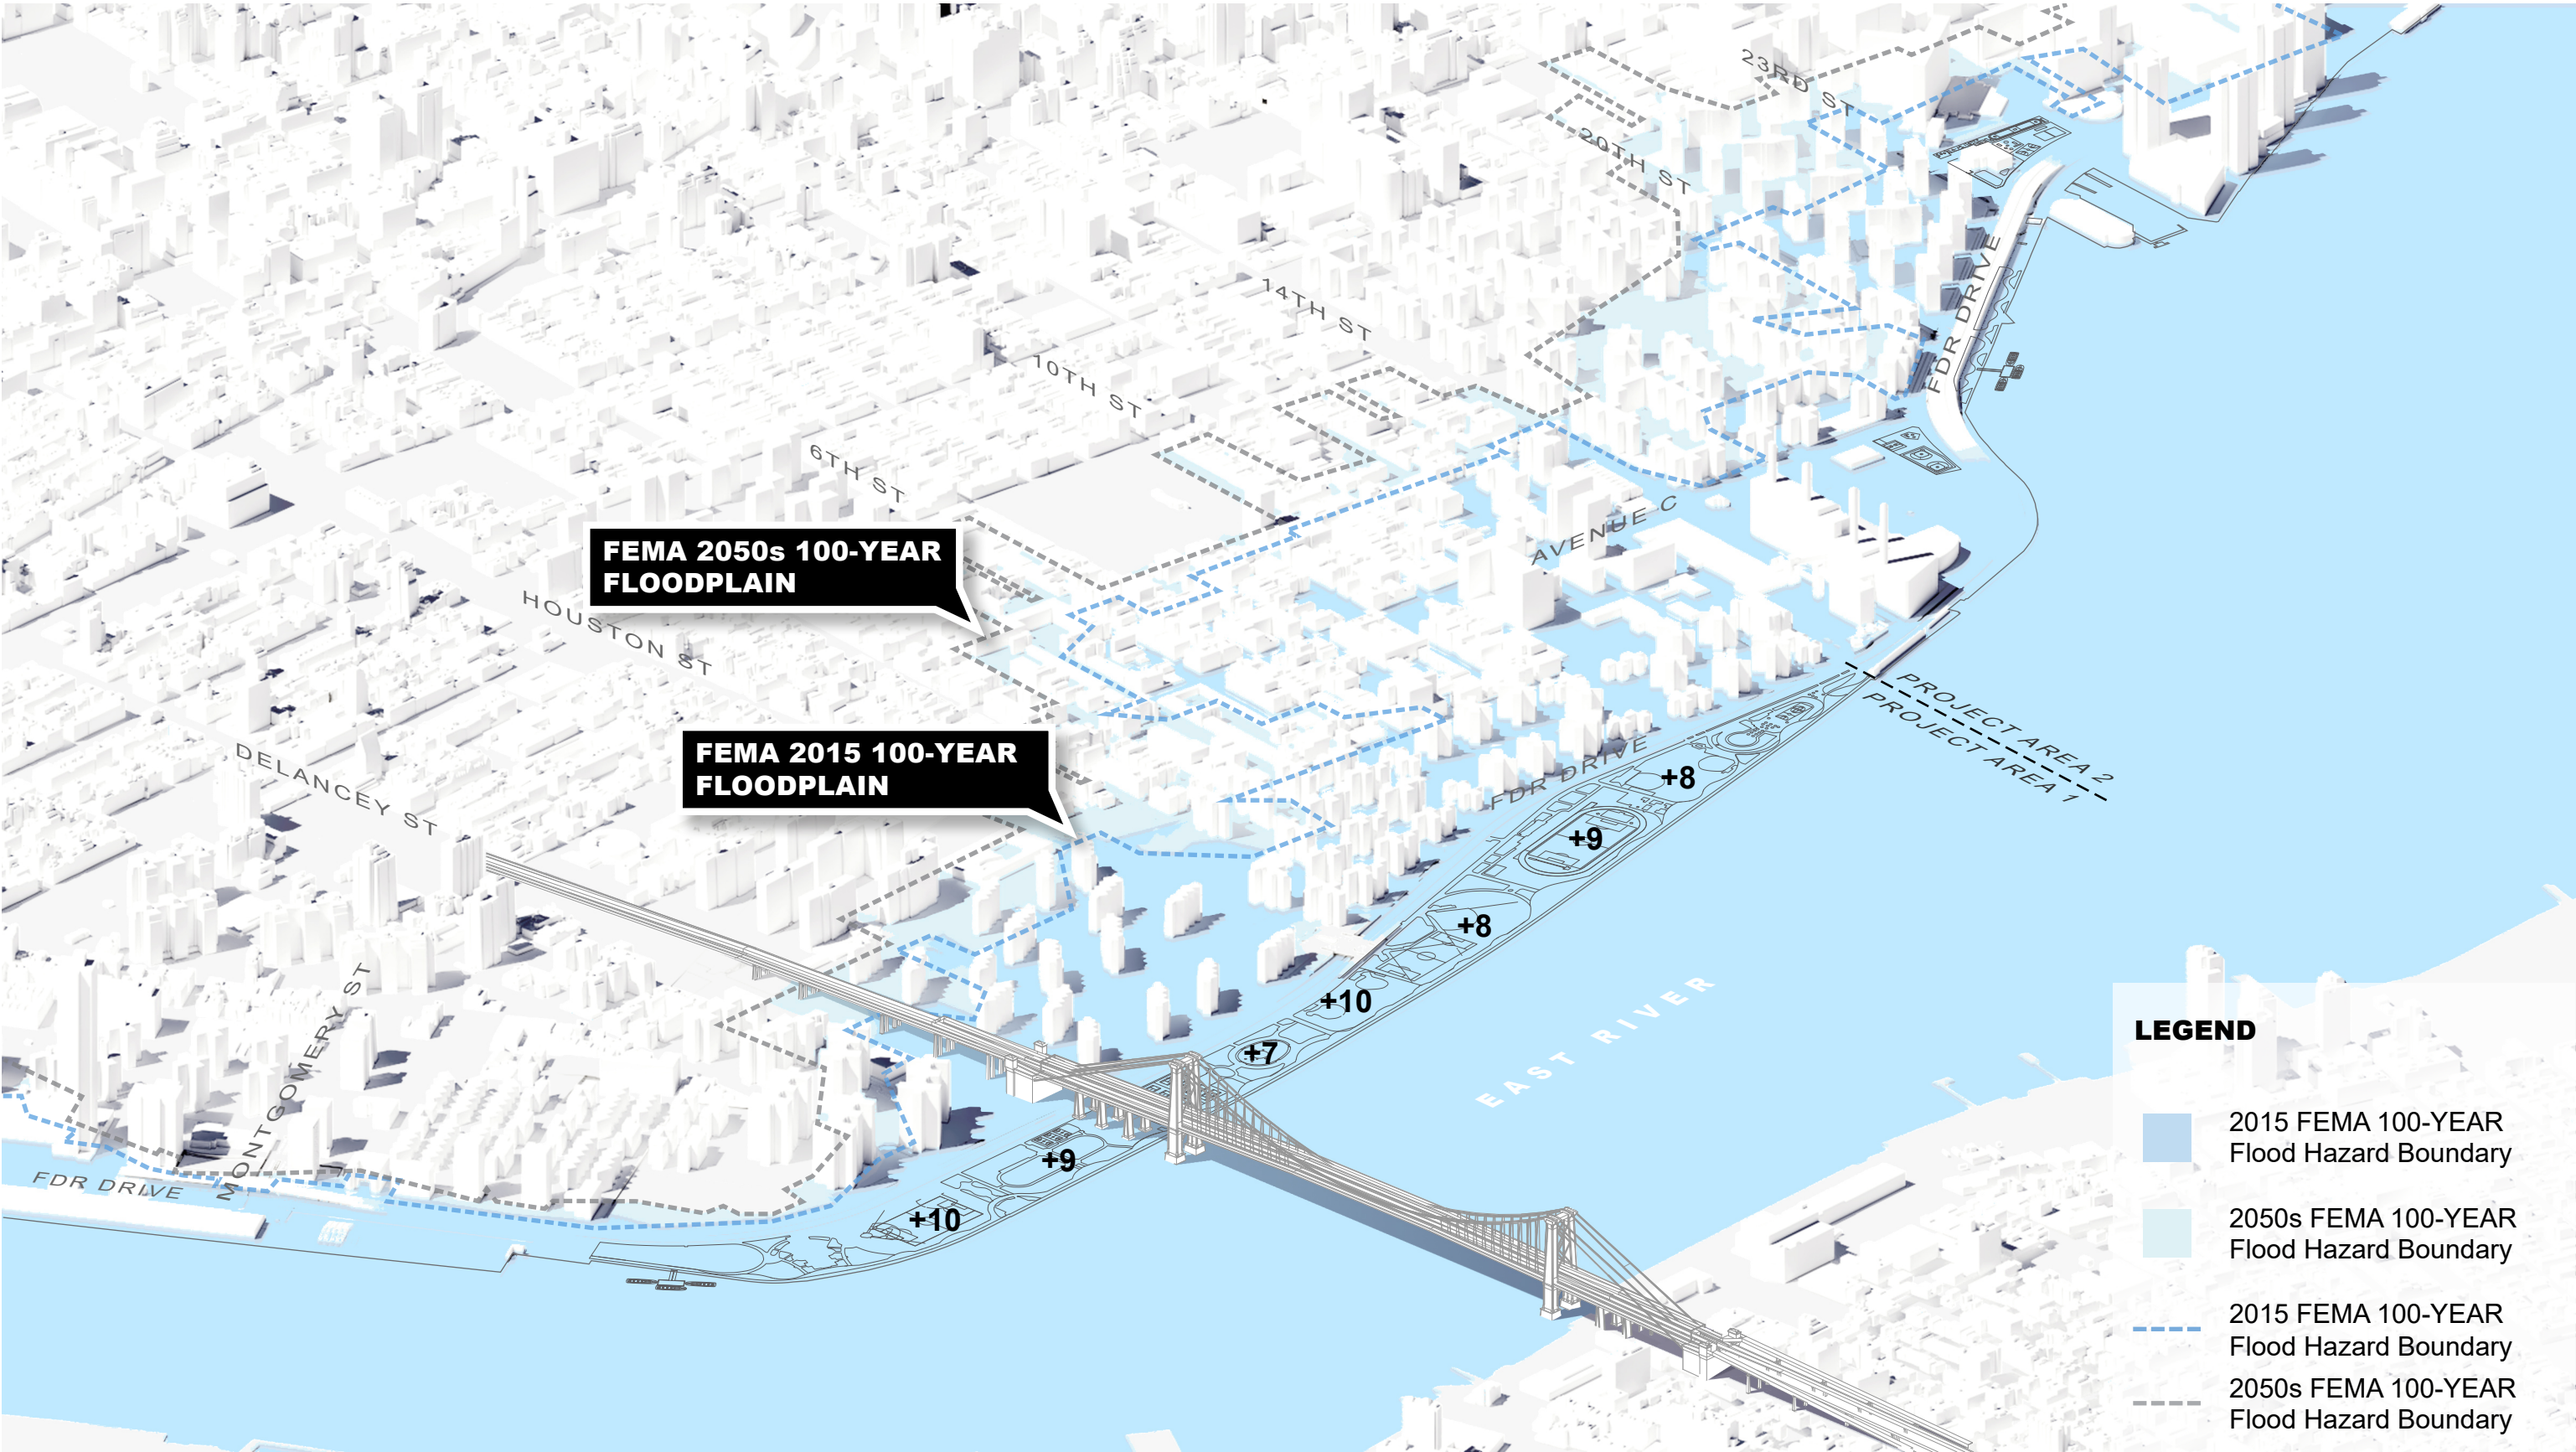 23RD ST
20TH ST
FDR DRIVE
14TH ST
10TH ST
6TH ST
AVENUE C
FEMA 2050s 100-YEAR
FLOODPLAIN
HOUSTON ST
PROJECT AREA 2
PROJECT AREA 1
FEMA 2015 100-YEAR
FLOODPLAIN
DELANCEY ST
FDR DRIVE
+8
+9
+8
+10
+7
EAST RIVER
MONTGOMERY ST
FDR DRIVE
+9
+10
LEGEND
2015 FEMA 100-YEAR
Flood Hazard Boundary
2050s FEMA 100-YEAR
Flood Hazard Boundary
2015 FEMA 100-YEAR
Flood Hazard Boundary
2050s FEMA 100-YEAR
Flood Hazard Boundary